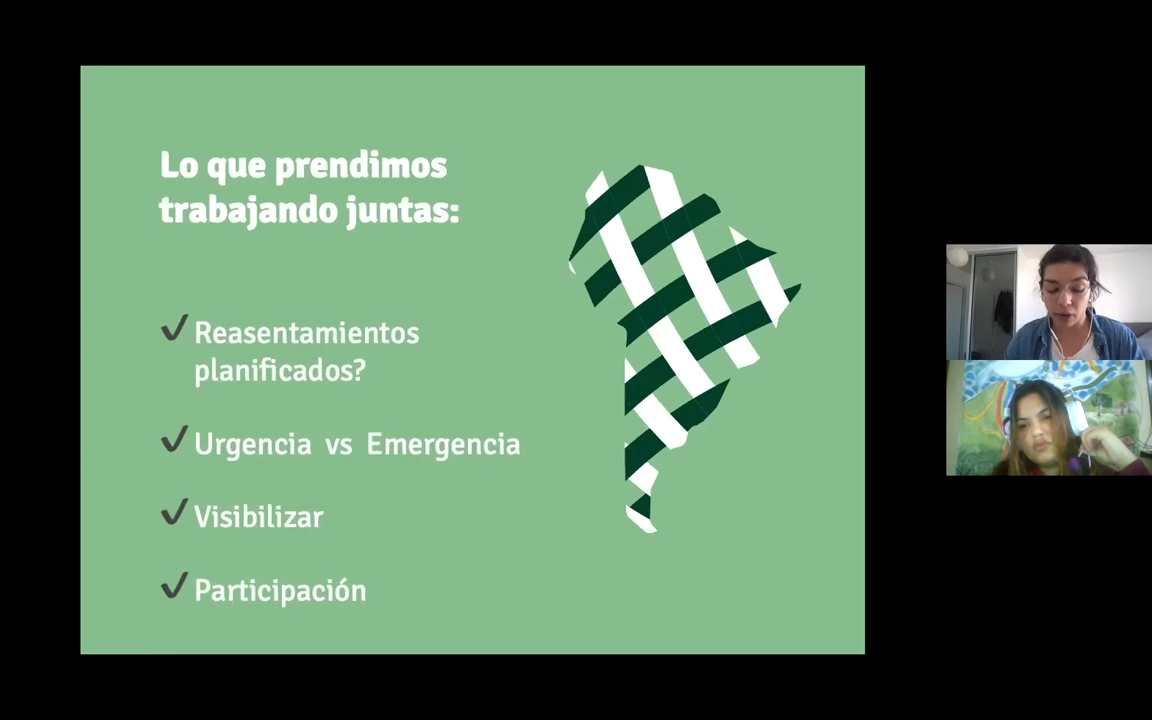 Lo que prendimos
trabajando juntas:
Reasentamientos
planificados?
Urgencia vs Emergencia
Visibilizar
Participación